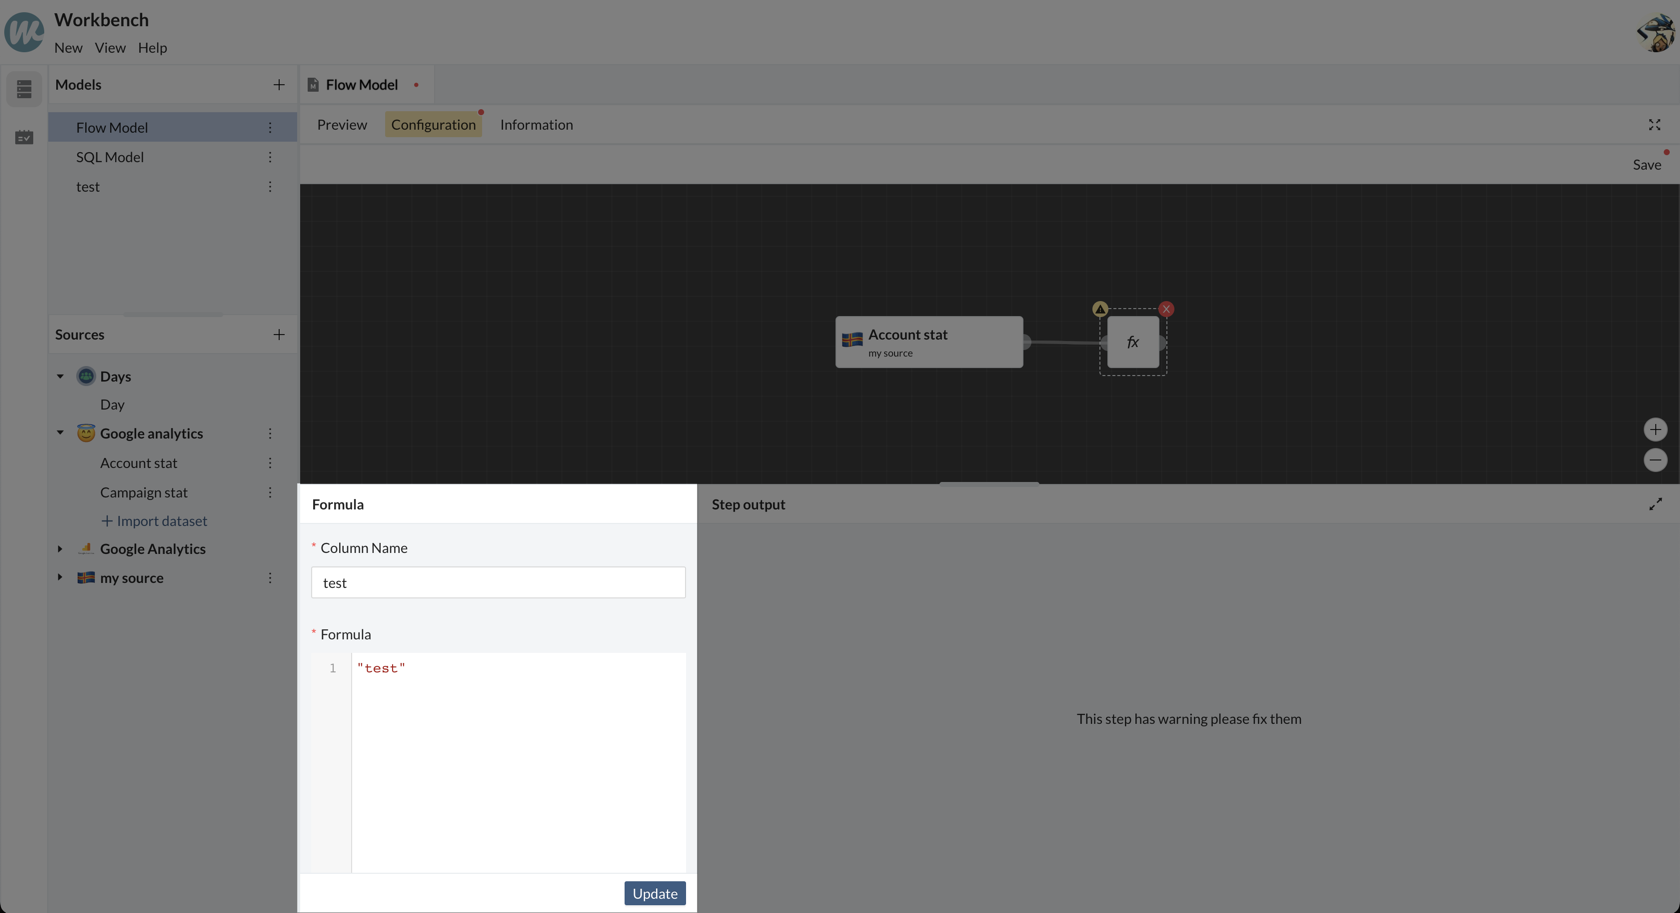 Workbench
New View Help
Models
Flow Model
SQL Model
test
Sources
Days
Day
Google analytics
Account stat
Campaign stat
+ Import dataset
Google Analytics
my source
Flow Model
Preview Configuration Information
Save
Account stat
my source
fx
Formula
* Column Name
test
* Formula
1 "test"
Update
Step output
This step has warning please fix them